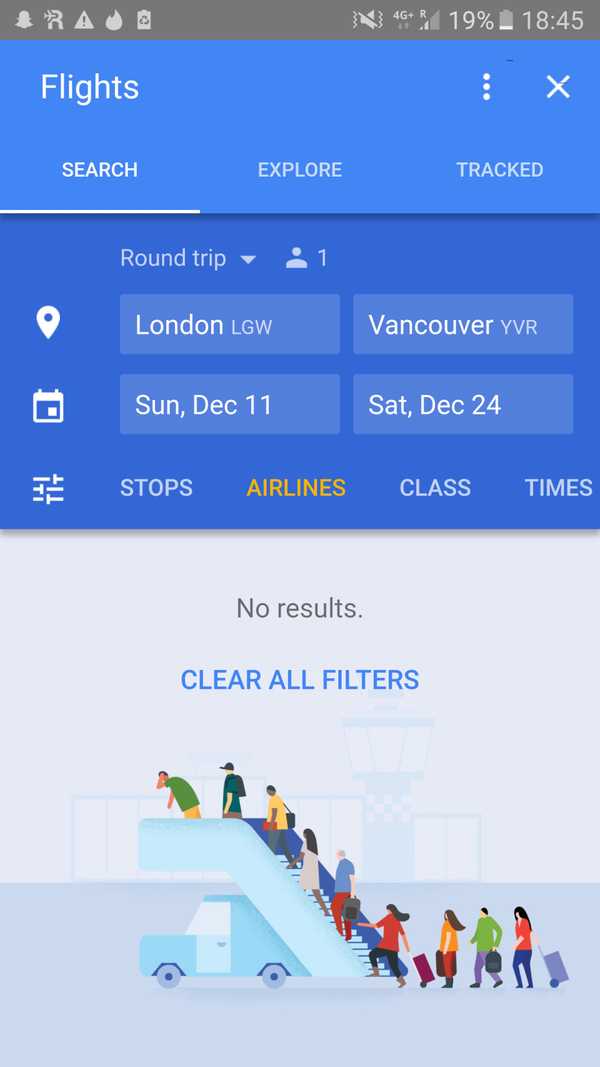 4G+ R 19% 18:45
Flights
SEARCH EXPLORE TRACKED
Round trip 1
London LGW Vancouver YVR
Sun, Dec 11 Sat, Dec 24
STOPS AIRLINES CLASS TIMES
No results.
CLEAR ALL FILTERS